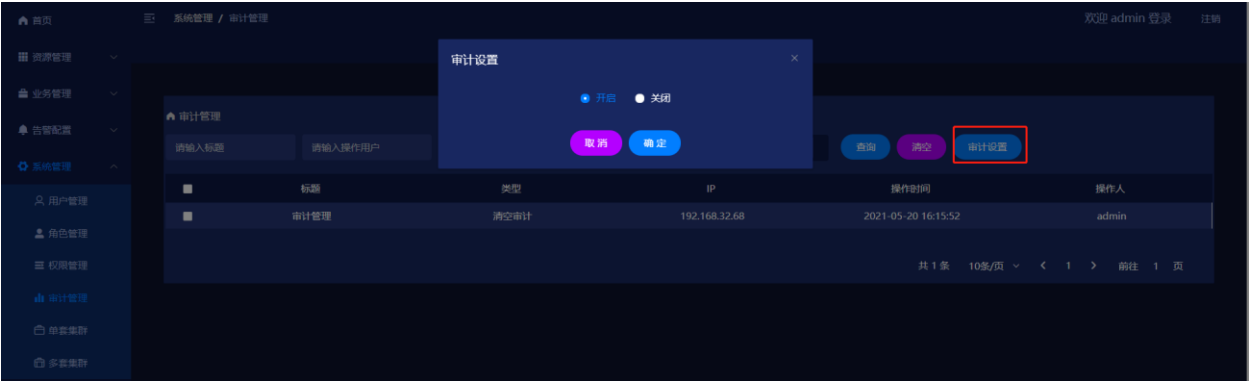 首页
系统管理 / 审计管理
欢迎 admin 登录
注销
资源管理
业务管理
告警配置
系统管理
用户管理
角色管理
权限管理
审计管理
单套集群
多套集群
审计设置
×
开启
关闭
取消
确定
审计管理
请输入标题
请输入操作用户
查询
清空
审计设置
标题 类型 IP 操作时间 操作人
审计管理 清空审计 192.168.32.68 2021-05-20 16:15:52 admin
共 1 条 10条/页 1 前往 1 页